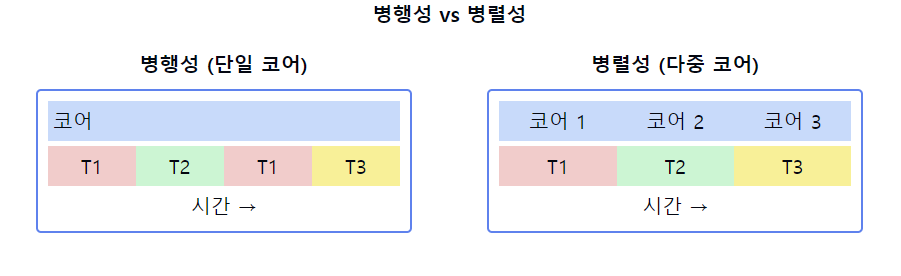 병행성 vs 병렬성
병행성 (단일 코어)
코어
T1 T2 T1 T3
시간 →
병렬성 (다중 코어)
코어 1 코어 2 코어 3
T1 T2 T3
시간 →